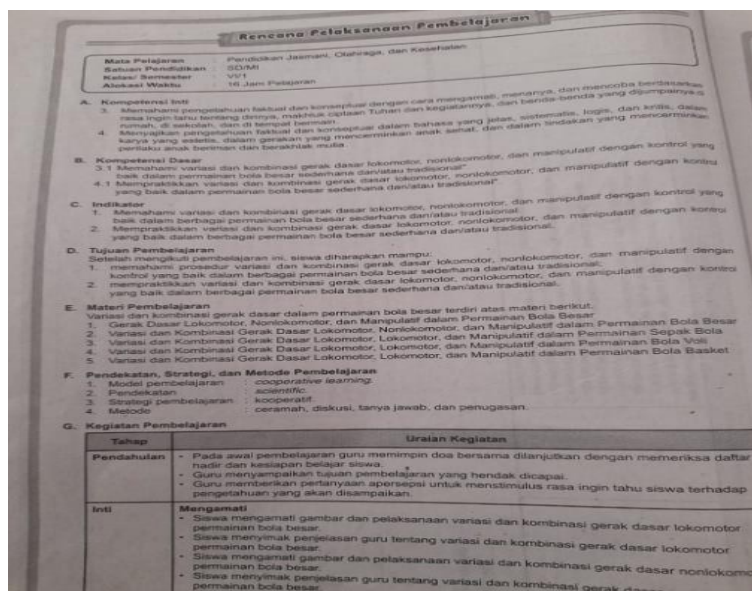 Rencana Pelaksanaan Pembelajaran
Mata Pelajaran : Pendidikan Jasmani, Olahraga, dan Kesehatan
Satuan Pendidikan : SD/MI
Kelas/ Semester : V/1
Alokasi Waktu : 16 Jam Pelajaran
A. Kompetensi Inti
3. Memahami pengetahuan faktual dan konseptual dengan cara mengamati, menanya, dan mencoba berdasarkan
rasa ingin tahu tentang dirinya, makhluk ciptaan Tuhan dan kegiatannya, dan benda-benda yang dijumpainya
rumah, di sekolah, dan di tempat bermain.
4. Menyajikan pengetahuan faktual dan konseptual dalam bahasa yang jelas, sistematis, logis, dan kritis, dalam
karya yang estetis, dalam gerakan yang mencerminkan anak sehat, dan dalam tindakan yang mencerminkan
perilaku anak beriman dan berakhlak mulia.
B. Kompetensi Dasar
3.1 Memahami variasi dan kombinasi gerak dasar lokomotor, nonlokomotor, dan manipulatif dengan kontrol yang
baik dalam permainan bola besar sederhana dan/atau tradisional*
4.1 Mempraktikkan variasi dan kombinasi gerak dasar lokomotor, nonlokomotor, dan manipulatif dengan kontrol
yang baik dalam permainan bola besar sederhana dan/atau tradisional*
C. Indikator
1. Memahami variasi dan kombinasi gerak dasar lokomotor, nonlokomotor, dan manipulatif dengan kontrol yang
baik dalam berbagai permainan bola besar sederhana dan/atau tradisional.
2. Mempraktikkan variasi dan kombinasi gerak dasar lokomotor, nonlokomotor, dan manipulatif dengan kontrol
yang baik dalam berbagai permainan bola besar sederhana dan/atau tradisional.
D. Tujuan Pembelajaran
Setelah mengikuti pembelajaran ini, siswa diharapkan mampu:
1. memahami prosedur variasi dan kombinasi gerak dasar lokomotor, nonlokomotor, dan manipulatif dengan
kontrol yang baik dalam berbagai permainan bola besar sederhana dan/atau tradisional;
2. mempraktikkan variasi dan kombinasi gerak dasar lokomotor, nonlokomotor, dan manipulatif dengan kontrol
yang baik dalam berbagai permainan bola besar sederhana dan/atau tradisional.
E. Materi Pembelajaran
Variasi dan kombinasi gerak dasar dalam permainan bola besar terdiri atas materi berikut.
1. Gerak Dasar Lokomotor, Nonlokomotor, dan Manipulatif dalam Permainan Bola Besar
2. Variasi dan Kombinasi Gerak Dasar Lokomotor, Nonlokomotor, dan Manipulatif dalam Permainan Bola Besar
3. Variasi dan Kombinasi Gerak Dasar Lokomotor, Lokomotor, dan Manipulatif dalam Permainan Sepak Bola
4. Variasi dan Kombinasi Gerak Dasar Lokomotor, Lokomotor, dan Manipulatif dalam Permainan Bola Voli
5. Variasi dan Kombinasi Gerak Dasar Lokomotor, Lokomotor, dan Manipulatif dalam Permainan Bola Basket
F. Pendekatan, Strategi, dan Metode Pembelajaran
1. Model pembelajaran : cooperative learning.
2. Pendekatan : scientific.
3. Strategi pembelajaran : kooperatif.
4. Metode : ceramah, diskusi, tanya jawab, dan penugasan.
G. Kegiatan Pembelajaran
Tahap Uraian Kegiatan
Pendahulan - Pada awal pembelajaran guru memimpin doa bersama dilanjutkan dengan memeriksa daftar
hadir dan kesiapan belajar siswa.
- Guru menyampaikan tujuan pembelajaran yang hendak dicapai.
- Guru memberikan pertanyaan apersepsi untuk menstimulus rasa ingin tahu siswa terhadap
pengetahuan yang akan disampaikan.
Inti Mengamati
- Siswa mengamati gambar dan pelaksanaan variasi dan kombinasi gerak dasar lokomotor
permainan bola besar.
- Siswa menyimak penjelasan guru tentang variasi dan kombinasi gerak dasar lokomotor
permainan bola besar.
- Siswa mengamati gambar dan pelaksanaan variasi dan kombinasi gerak dasar nonlokomo
permainan bola besar.
- Siswa menyimak penjelasan guru tentang variasi dan kombinasi gerak
permainan bola besar.